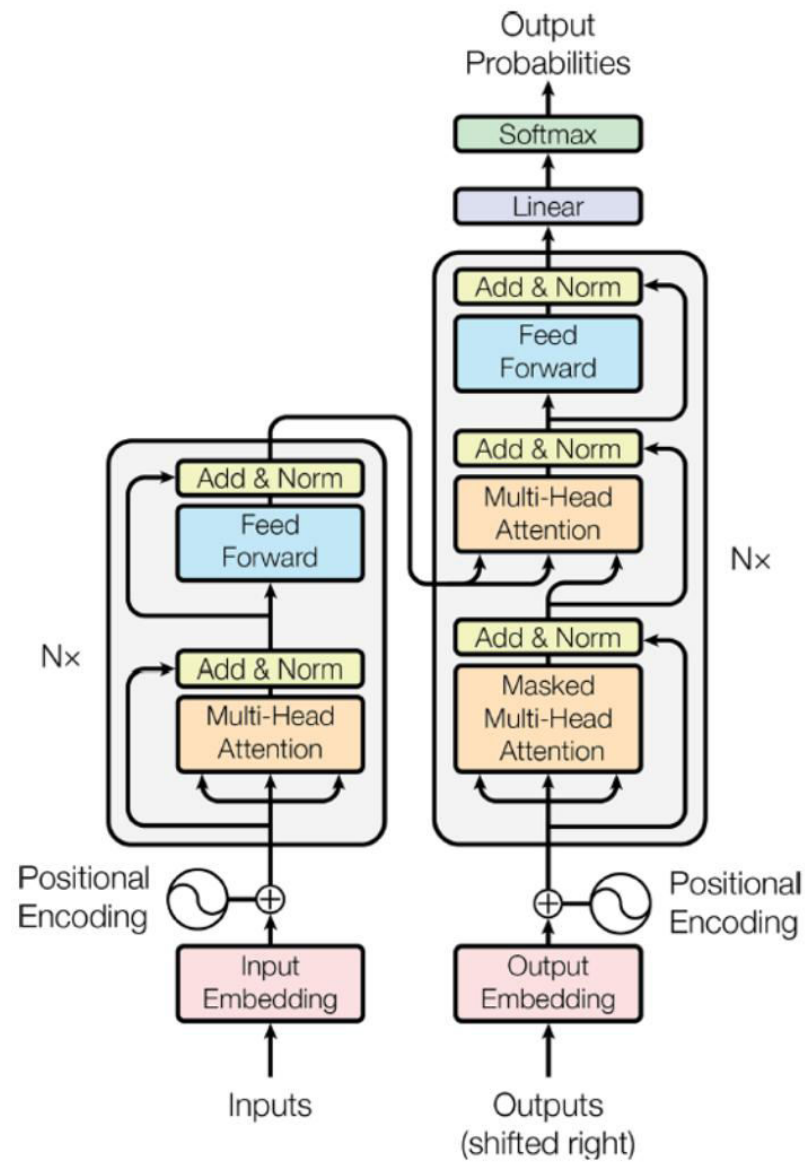 Output
Probabilities
Softmax
Linear
Add & Norm
Feed
Forward
Add & Norm
Multi-Head
Attention
Add & Norm
Masked
Multi-Head
Attention
Nx
Add & Norm
Feed
Forward
Add & Norm
Multi-Head
Attention
Nx
Positional
Encoding
Positional
Encoding
Input
Embedding
Output
Embedding
Inputs
Outputs
(shifted right)